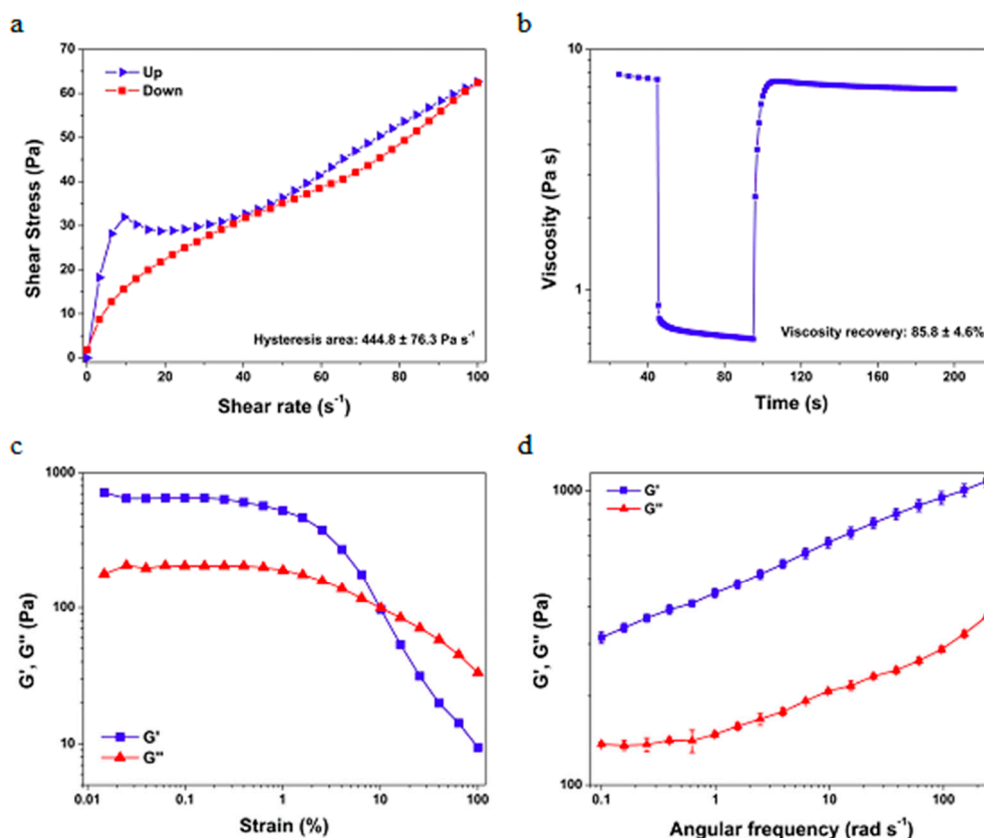 a
70
60
50
40
30
20
10
0
Shear Stress (Pa)
Up
Down
Hysteresis area: 444.8 ± 76.3 Pa s⁻¹
0 20 40 60 80 100
Shear rate (s⁻¹)
b
10
1
Viscosity (Pa s)
Viscosity recovery: 85.8 ± 4.6%
40 80 120 160 200
Time (s)
c
1000
100
10
G', G" (Pa)
G'
G"
0.01 0.1 1 10 100
Strain (%)
d
1000
100
G', G" (Pa)
G'
G"
0.1 1 10 100
Angular frequency (rad s⁻¹)